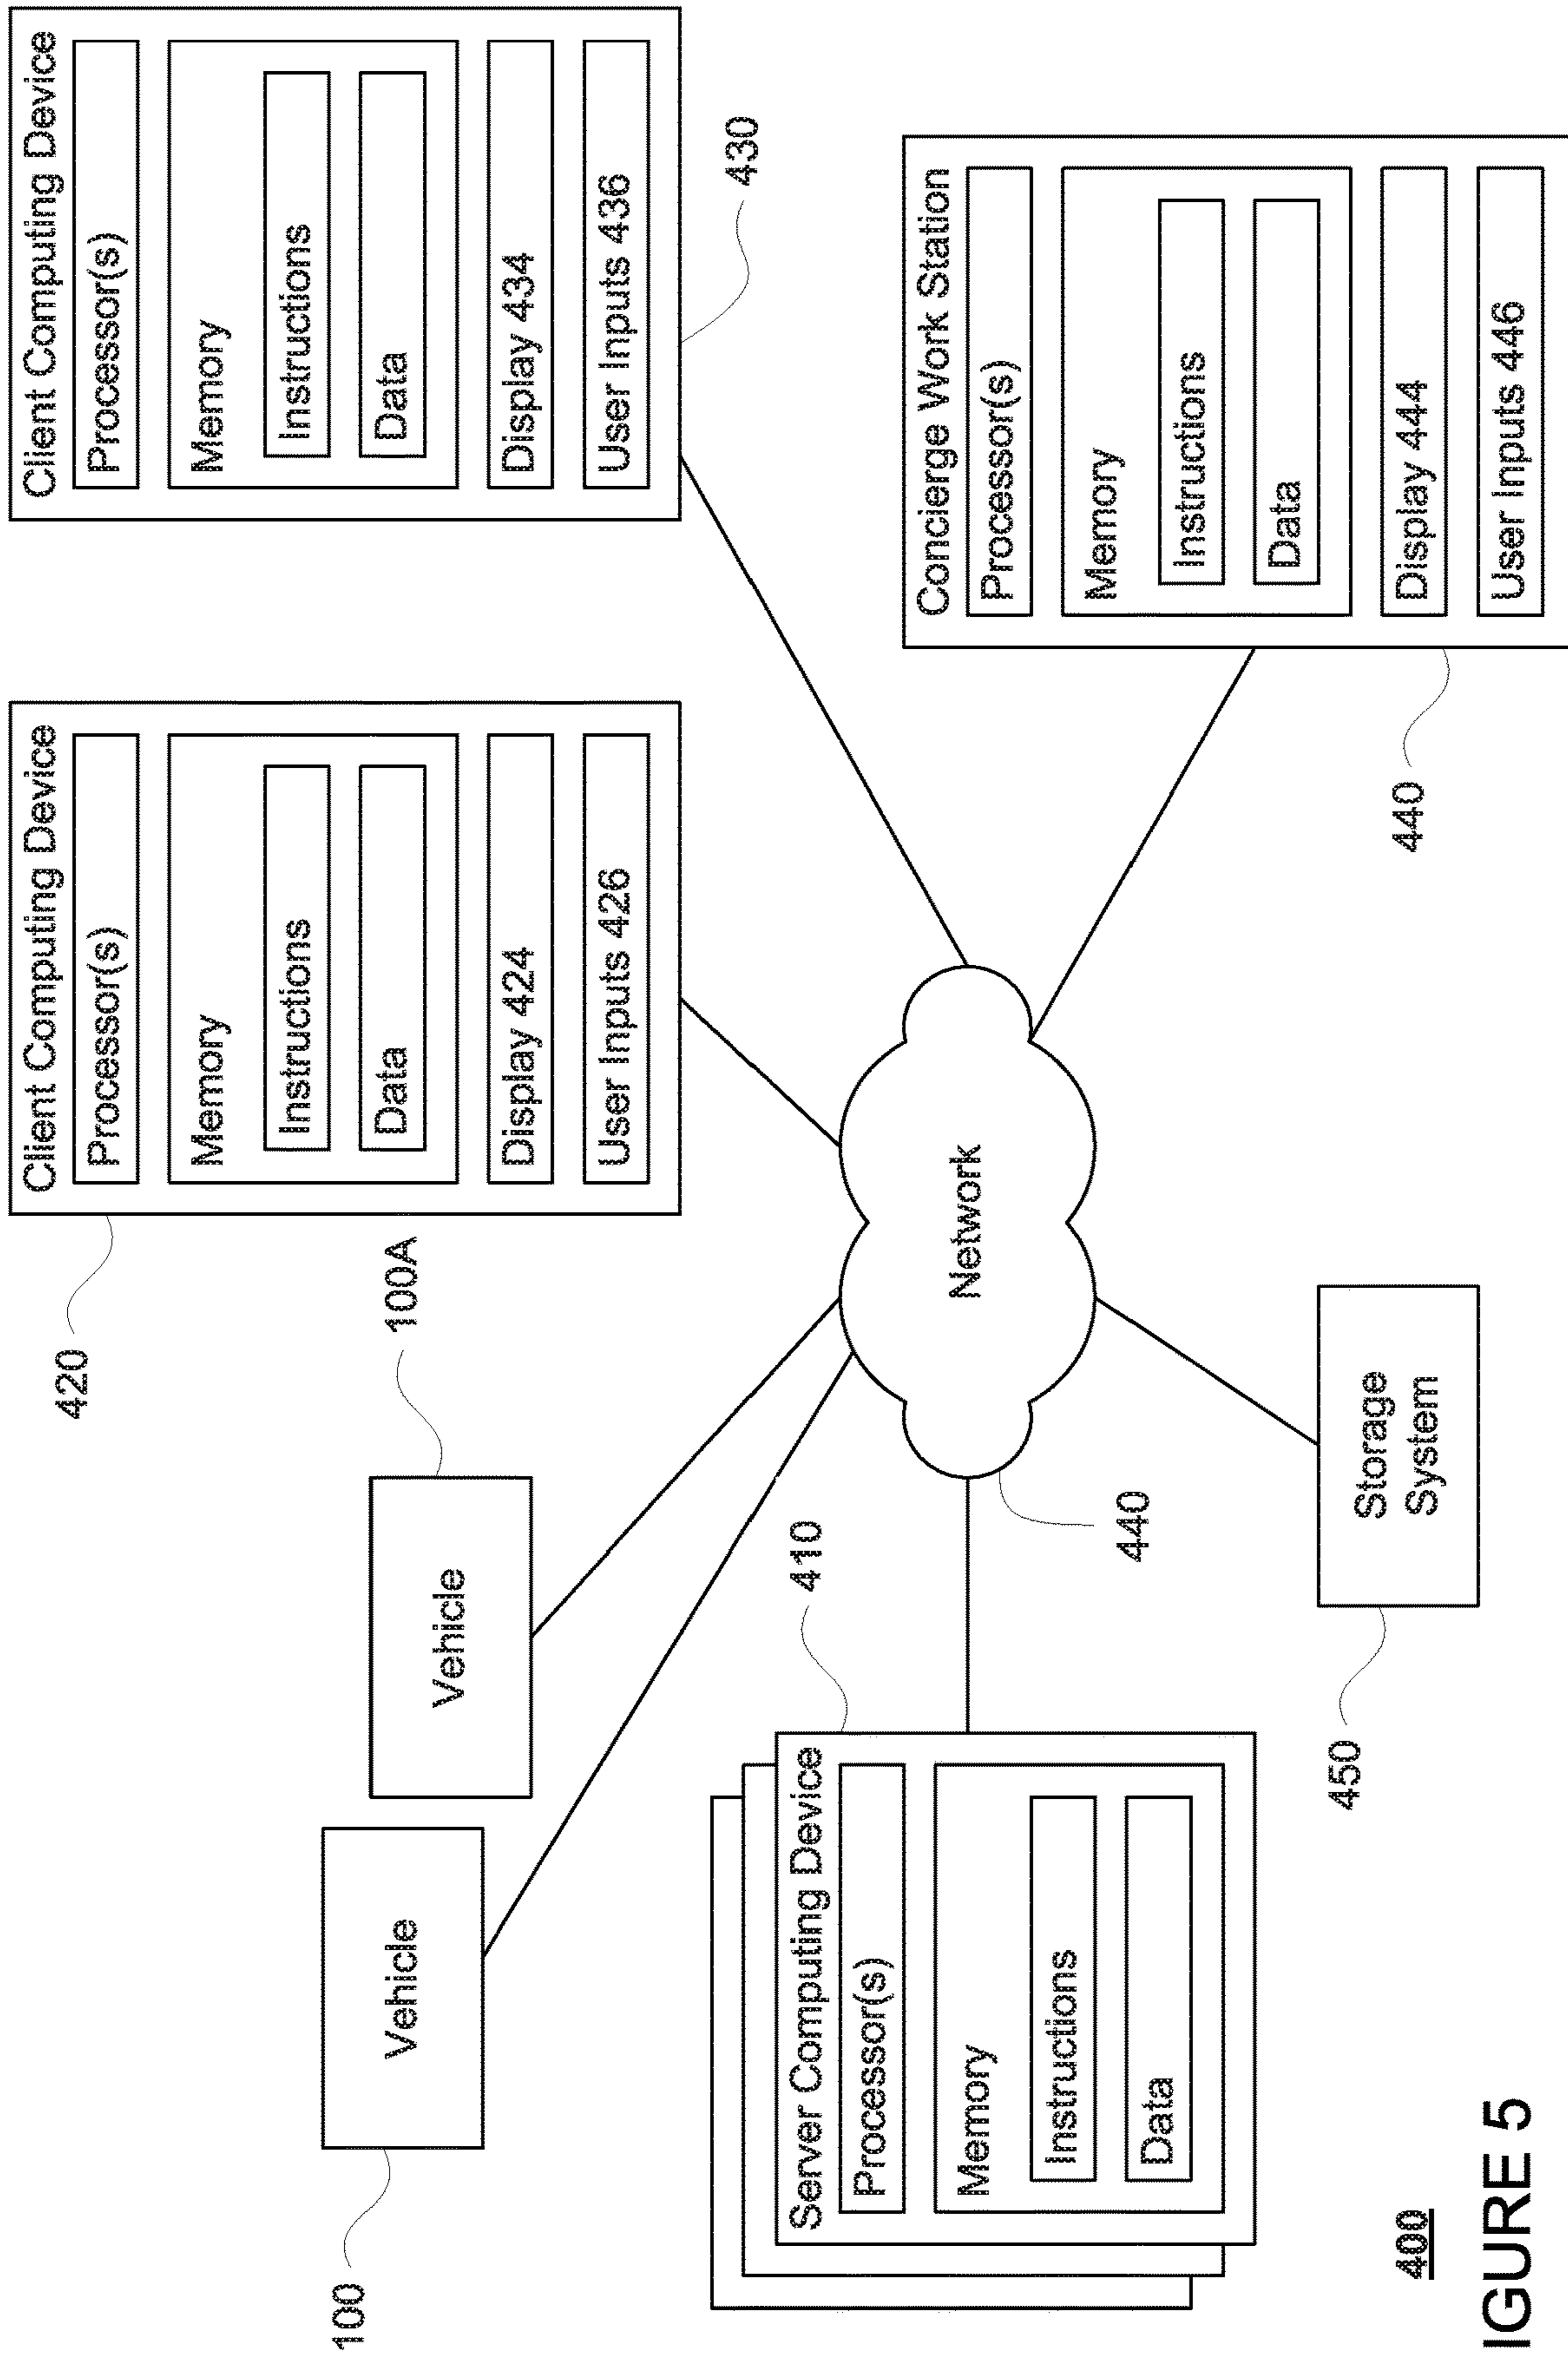 Client Computing Device
Processor(s)
Memory
Instructions
Data
Display 424
User Inputs 426
420
Client Computing Device
Processor(s)
Memory
Instructions
Data
Display 434
User Inputs 436
430
100
Vehicle
Vehicle
100A
Server Computing Device
Processor(s)
Memory
Instructions
Data
410
Network
440
Concierge Work Station
Processor(s)
Memory
Instructions
Data
Display 444
User Inputs 446
440
Storage
System
450
400
IGURE 5